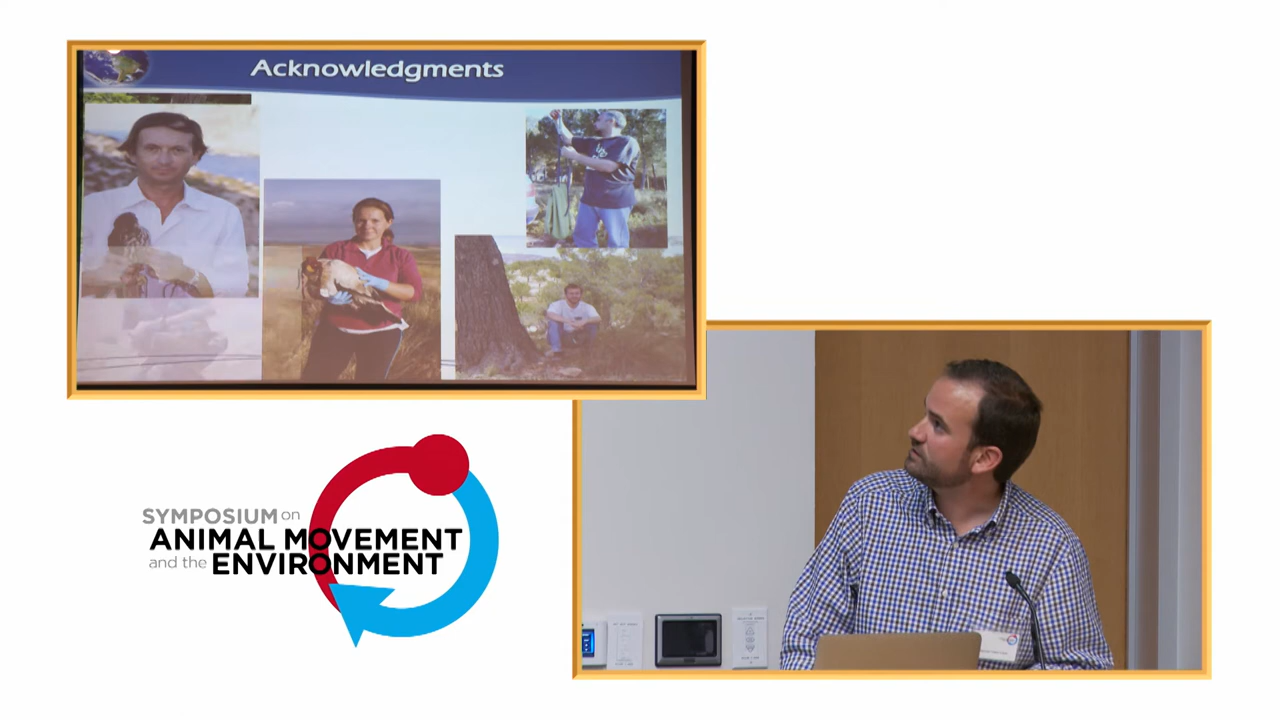 Acknowledgments
SYMPOSIUM on
ANIMAL MOVEMENT
and the ENVIRONMENT